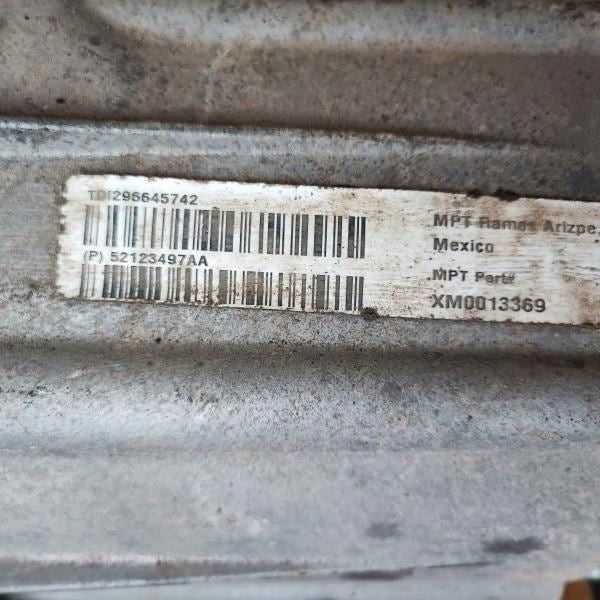 TDI296645742
(P) 52123497AA
MPT Ramos Arizpe,
Mexico
MPT Part#
XM0013369